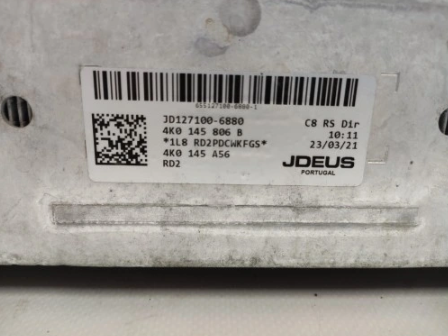 JD127100-6880
4K0 145 806 B
*1L8 RD2PDCWKFGS*
4K0 145 A56
RD2
C8 RS Dir
10:11
23/03/21
JDEUS
PORTUGAL